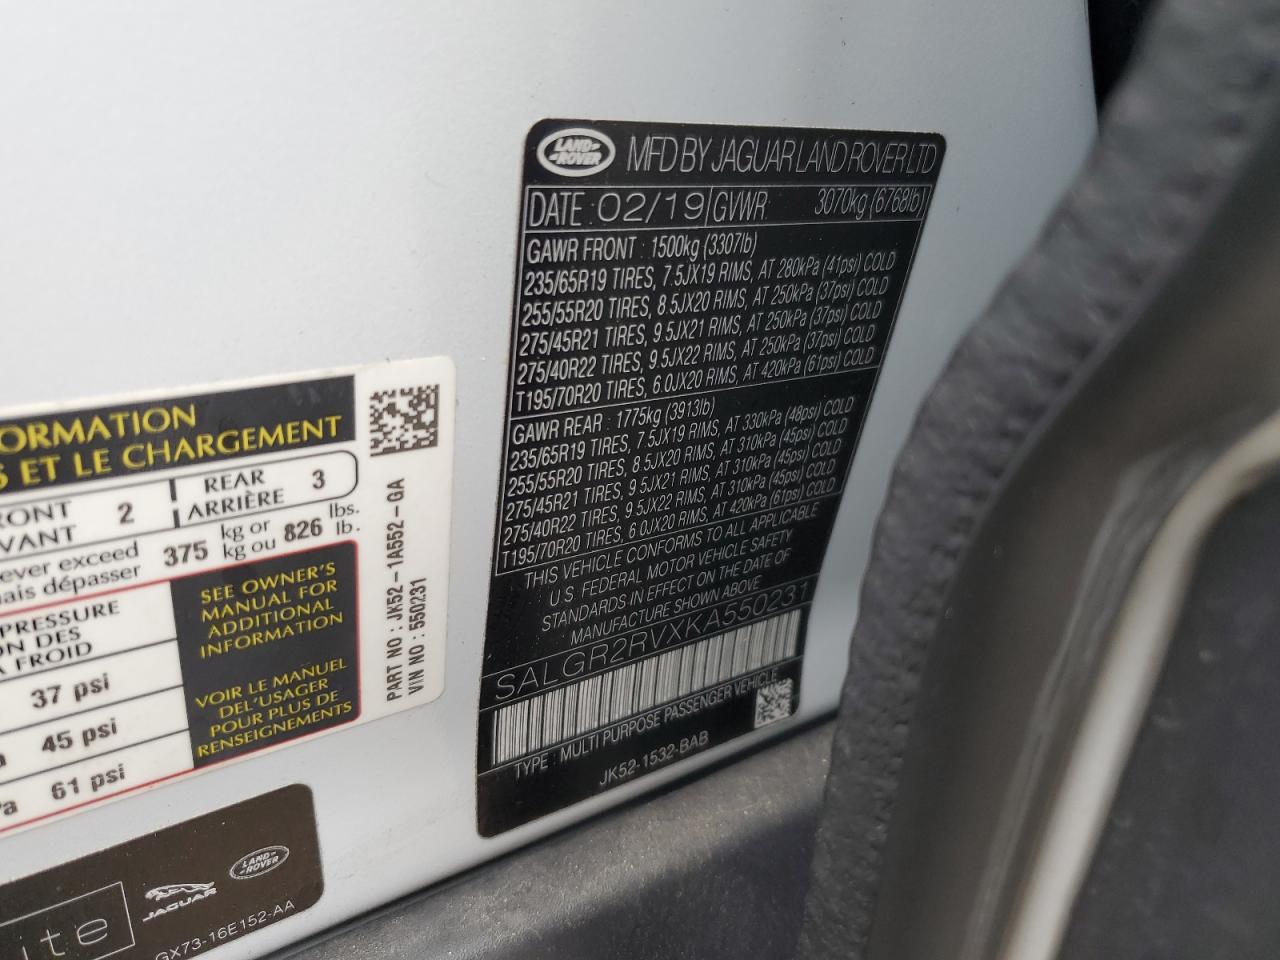 LAND-
-ROVER
MFD BY JAGUAR LAND ROVER LTD
DATE : 02/19 GVWR 3070kg (6768lb)
GAWR FRONT : 1500kg (3307lb)
235/65R19 TIRES, 7.5JX19 RIMS, AT 280kPa (41psi) COLD
255/55R20 TIRES, 8.5JX20 RIMS, AT 250kPa (37psi) COLD
275/45R21 TIRES, 9.5JX21 RIMS, AT 250kPa (37psi) COLD
275/40R22 TIRES, 9.5JX22 RIMS, AT 250kPa (37psi) COLD
T195/70R20 TIRES, 6.0JX20 RIMS, AT 420kPa (61psi) COLD
GAWR REAR : 1775kg (3913lb)
235/65R19 TIRES, 7.5JX19 RIMS, AT 330kPa (48psi) COLD
255/55R20 TIRES, 8.5JX20 RIMS, AT 310kPa (45psi) COLD
275/45R21 TIRES, 9.5JX21 RIMS, AT 310kPa (45psi) COLD
275/40R22 TIRES, 9.5JX22 RIMS, AT 310kPa (45psi) COLD
T195/70R20 TIRES, 6.0JX20 RIMS, AT 420kPa (61psi) COLD
THIS VEHICLE CONFORMS TO ALL APPLICABLE
U.S. FEDERAL MOTOR VEHICLE SAFETY
STANDARDS IN EFFECT ON THE DATE OF
MANUFACTURE SHOWN ABOVE
SALGR2RVXKA550231
TYPE : MULTI PURPOSE PASSENGER VEHICLE
JK52-1532-BAB
ORMATION
S ET LE CHARGEMENT
RONT 2 REAR 3
VANT ARRIÈRE
ever exceed 375 kg or 826 lbs.
nais dépasser kg ou lb.
PRESSURE
ON DES
À FROID
37 psi
45 psi
Pa 61 psi
SEE OWNER'S
MANUAL FOR
ADDITIONAL
INFORMATION
VOIR LE MANUEL
DEL'USAGER
POUR PLUS DE
RENSEIGNEMENTS
PART NO : JK52-1A552-GA
VIN NO : 550231
ite
JAGUAR
LAND-
-ROVER
GX73-16E152-AA